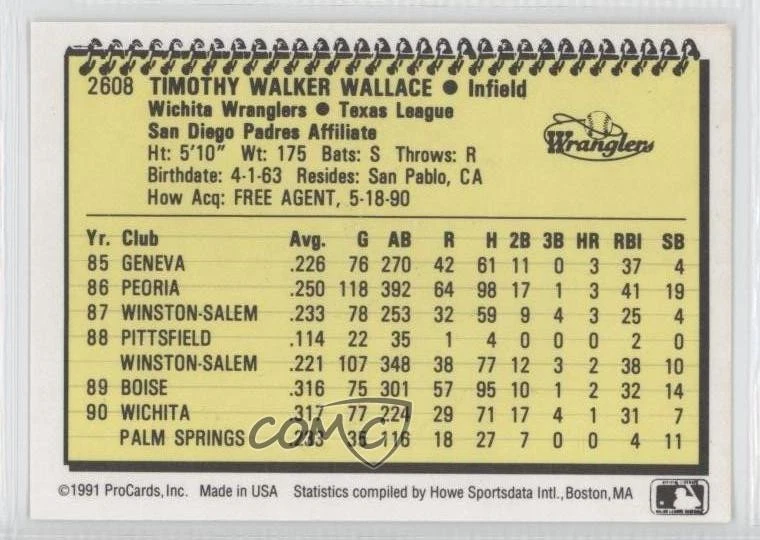 2608 TIMOTHY WALKER WALLACE ● Infield
Wichita Wranglers ● Texas League
San Diego Padres Affiliate
Wranglers
Ht: 5'10" Wt: 175 Bats: S Throws: R
Birthdate: 4-1-63 Resides: San Pablo, CA
How Acq: FREE AGENT, 5-18-90
Yr. Club Avg. G AB R H 2B 3B HR RBI SB
85 GENEVA .226 76 270 42 61 11 0 3 37 4
86 PEORIA .250 118 392 64 98 17 1 3 41 19
87 WINSTON-SALEM .233 78 253 32 59 9 4 3 25 4
88 PITTSFIELD .114 22 35 1 4 0 0 0 2 0
WINSTON-SALEM .221 107 348 38 77 12 3 2 38 10
89 BOISE .316 75 301 57 95 10 1 2 32 14
90 WICHITA .317 77 224 29 71 17 4 1 31 7
PALM SPRINGS .233 36 116 18 27 7 0 0 4 11
COMC
©1991 ProCards, Inc. Made in USA Statistics compiled by Howe Sportsdata Intl., Boston, MA